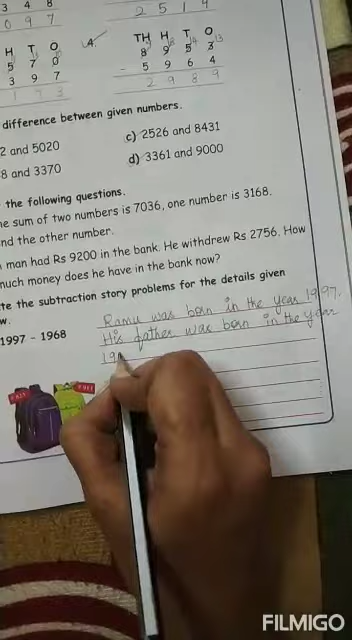 3 4 8
0 9 7
2 5 1 4
H T O
5 7 0
3 9 7
1 9 3
TH H T O
8 9 5 3
- 5 9 6 4
2 9 8 9
difference between given numbers.
2 and 5020
c) 2526 and 8431
8 and 3370
d) 3361 and 9000
the following questions.
he sum of two numbers is 7036, one number is 3168.
nd the other number.
man had Rs 9200 in the bank. He withdrew Rs 2756. How
much money does he have in the bank now?
te the subtraction story problems for the details given
w.
1997 - 1968
Ramu was born in the year 1997.
His father was born in the year
19
FILMIGO